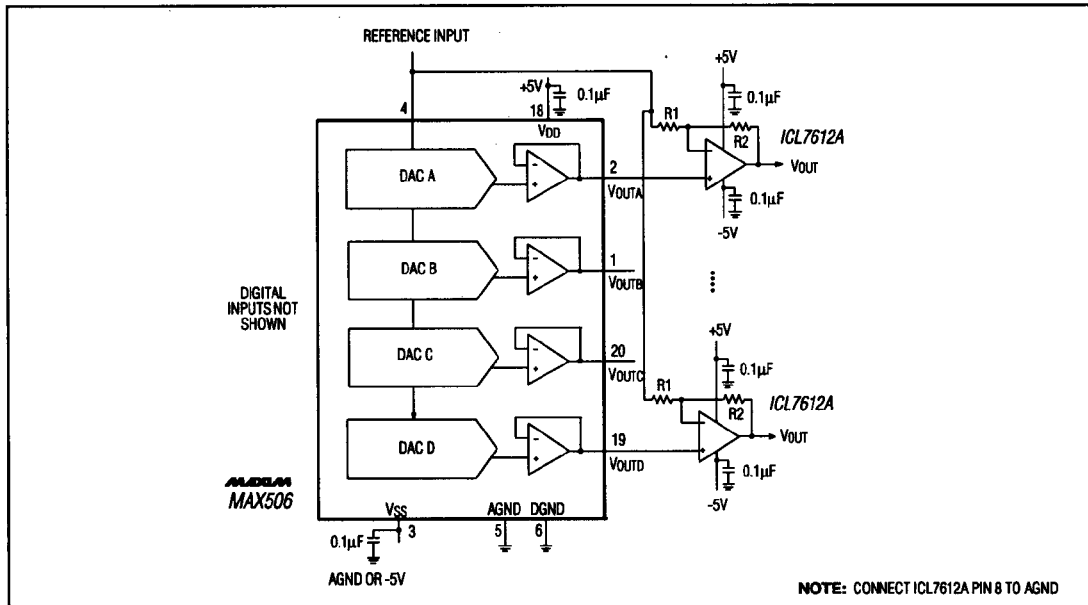 REFERENCE INPUT
+5V
0.1µF
4
18
VDD
+5V
0.1µF
R1
R2
ICL7612A
VOUT
0.1µF
-5V
DAC A
2
VOUTA
DAC B
1
VOUTB
DIGITAL
INPUTS NOT
SHOWN
DAC C
20
VOUTC
+5V
0.1µF
R1
R2
ICL7612A
VOUT
0.1µF
-5V
DAC D
19
VOUTD
MAXIM
MAX506
VSS
AGND
DGND
3
5
6
0.1µF
AGND OR -5V
NOTE: CONNECT ICL7612A PIN 8 TO AGND